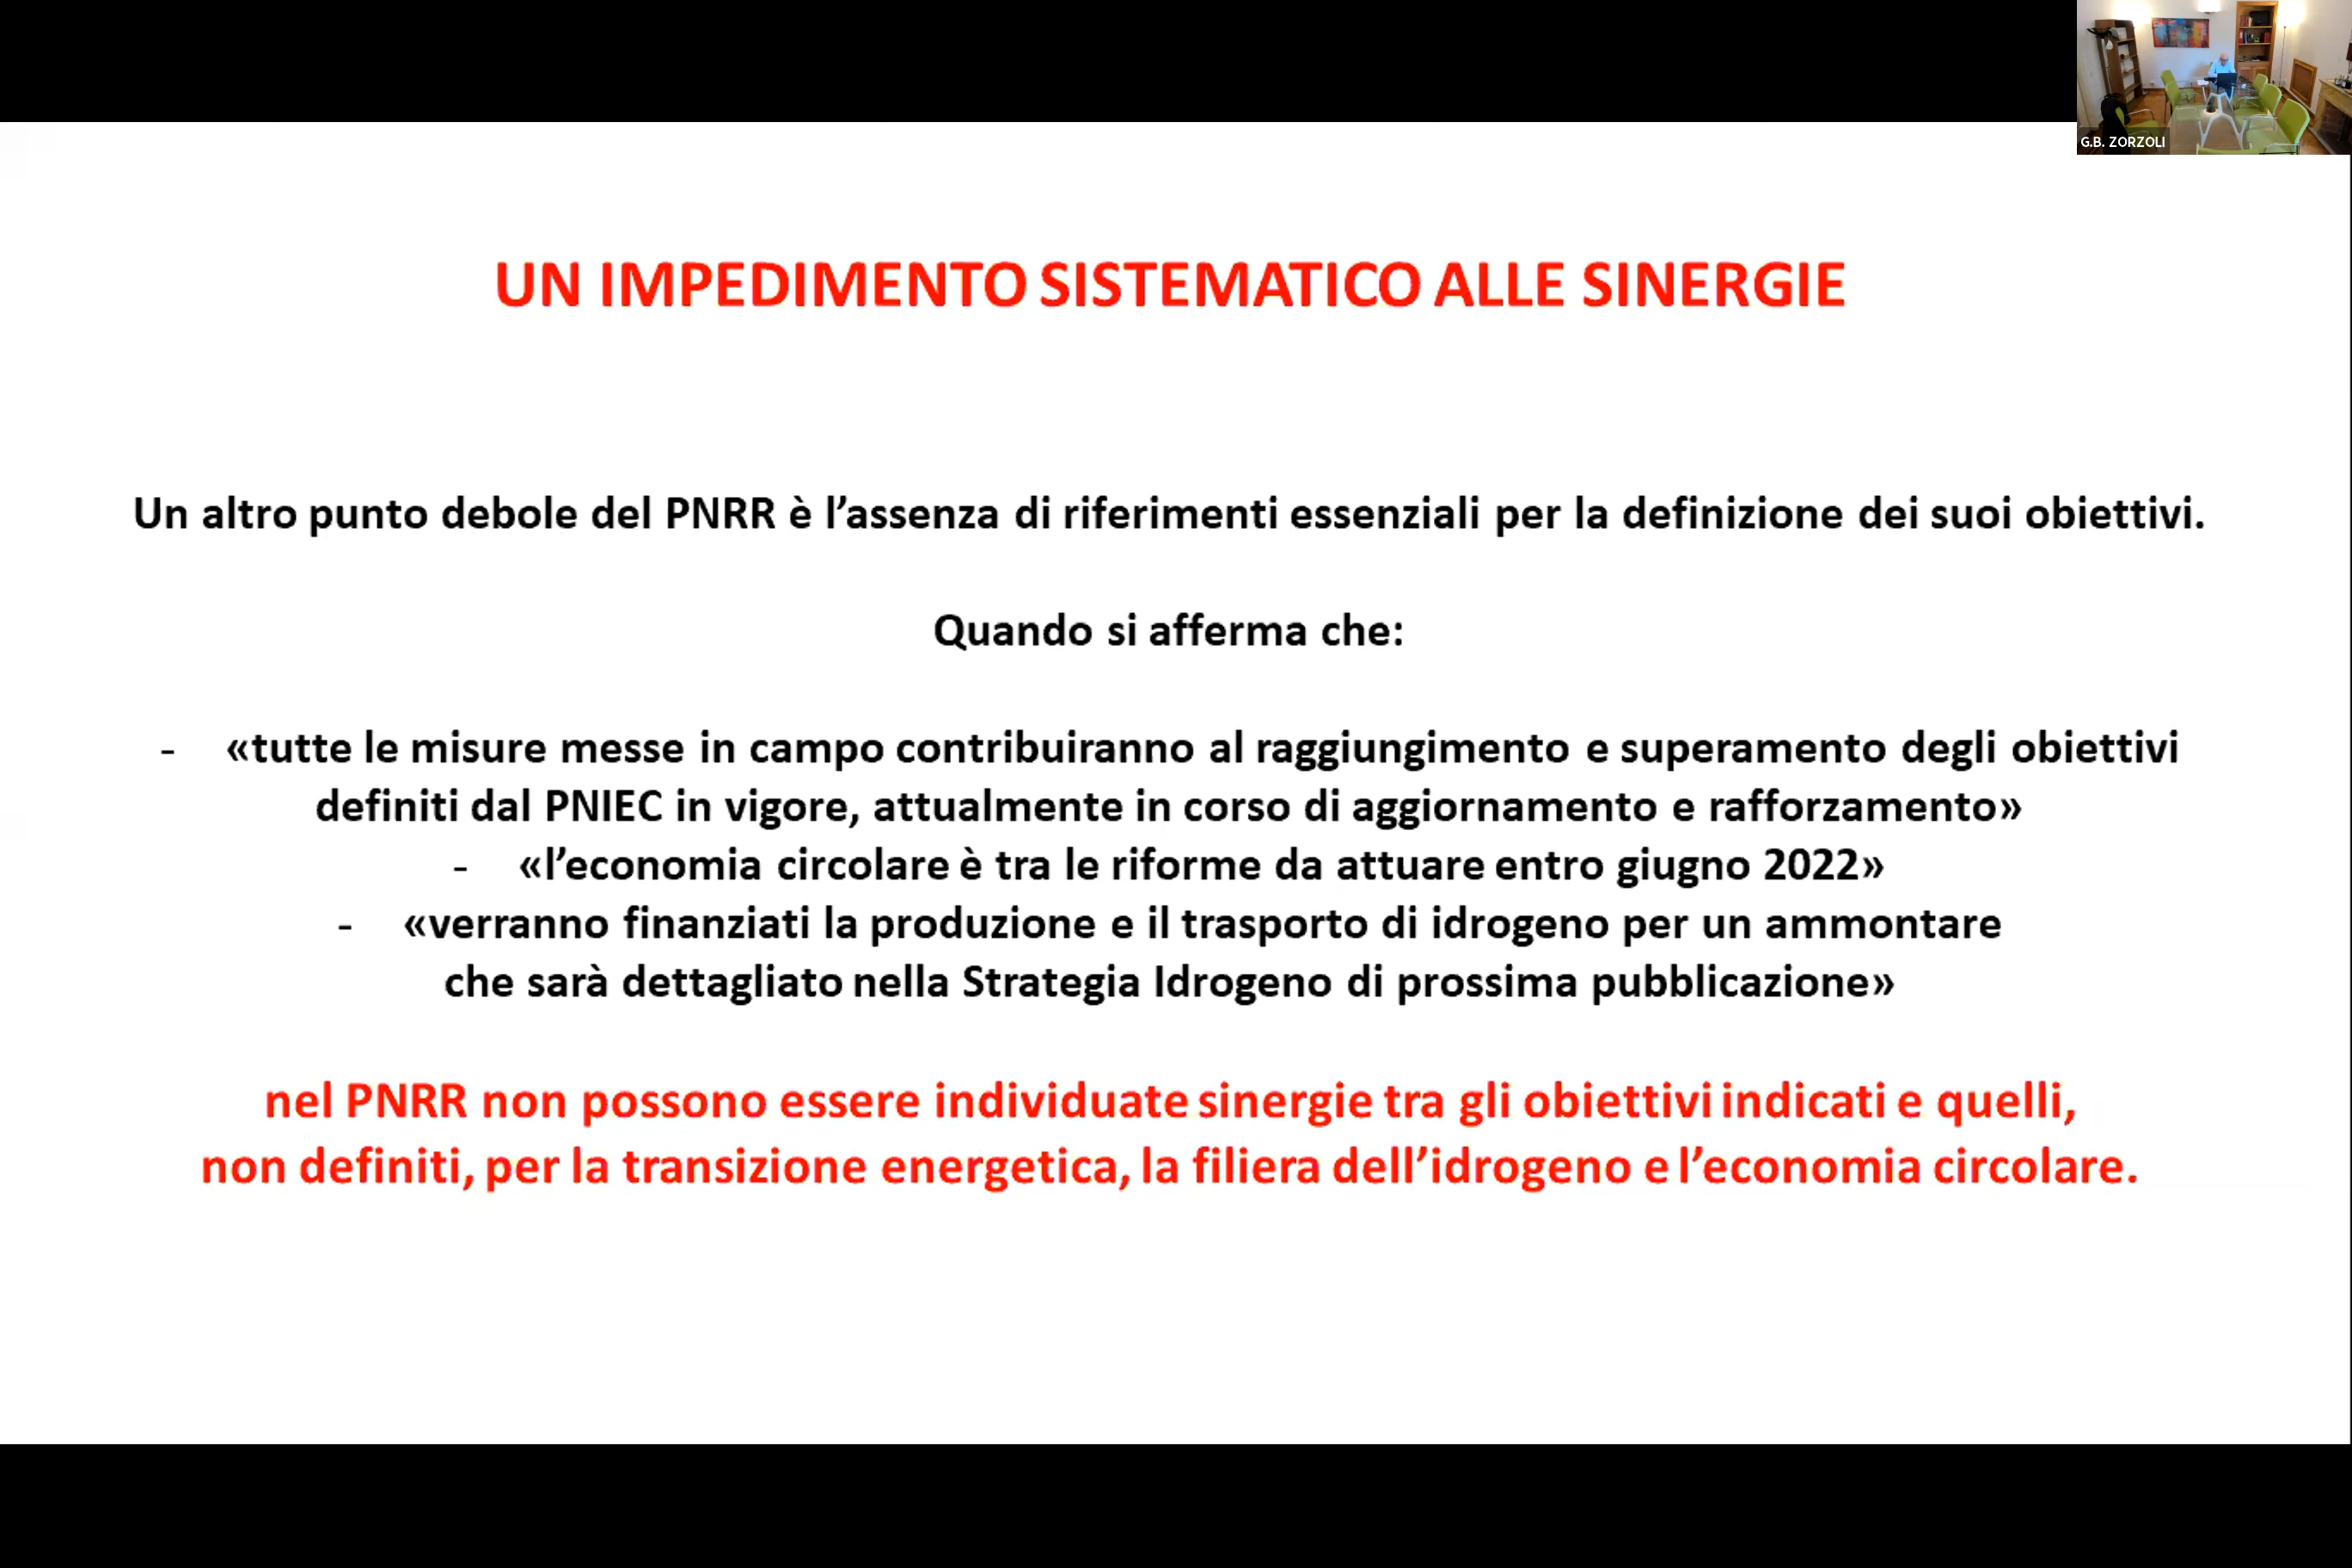 G.B. ZORZOLI
UN IMPEDIMENTO SISTEMATICO ALLE SINERGIE
Un altro punto debole del PNRR è l’assenza di riferimenti essenziali per la definizione dei suoi obiettivi.
Quando si afferma che:
- «tutte le misure messe in campo contribuiranno al raggiungimento e superamento degli obiettivi
definiti dal PNIEC in vigore, attualmente in corso di aggiornamento e rafforzamento»
- «l’economia circolare è tra le riforme da attuare entro giugno 2022»
- «verranno finanziati la produzione e il trasporto di idrogeno per un ammontare
che sarà dettagliato nella Strategia Idrogeno di prossima pubblicazione»
nel PNRR non possono essere individuate sinergie tra gli obiettivi indicati e quelli,
non definiti, per la transizione energetica, la filiera dell’idrogeno e l’economia circolare.